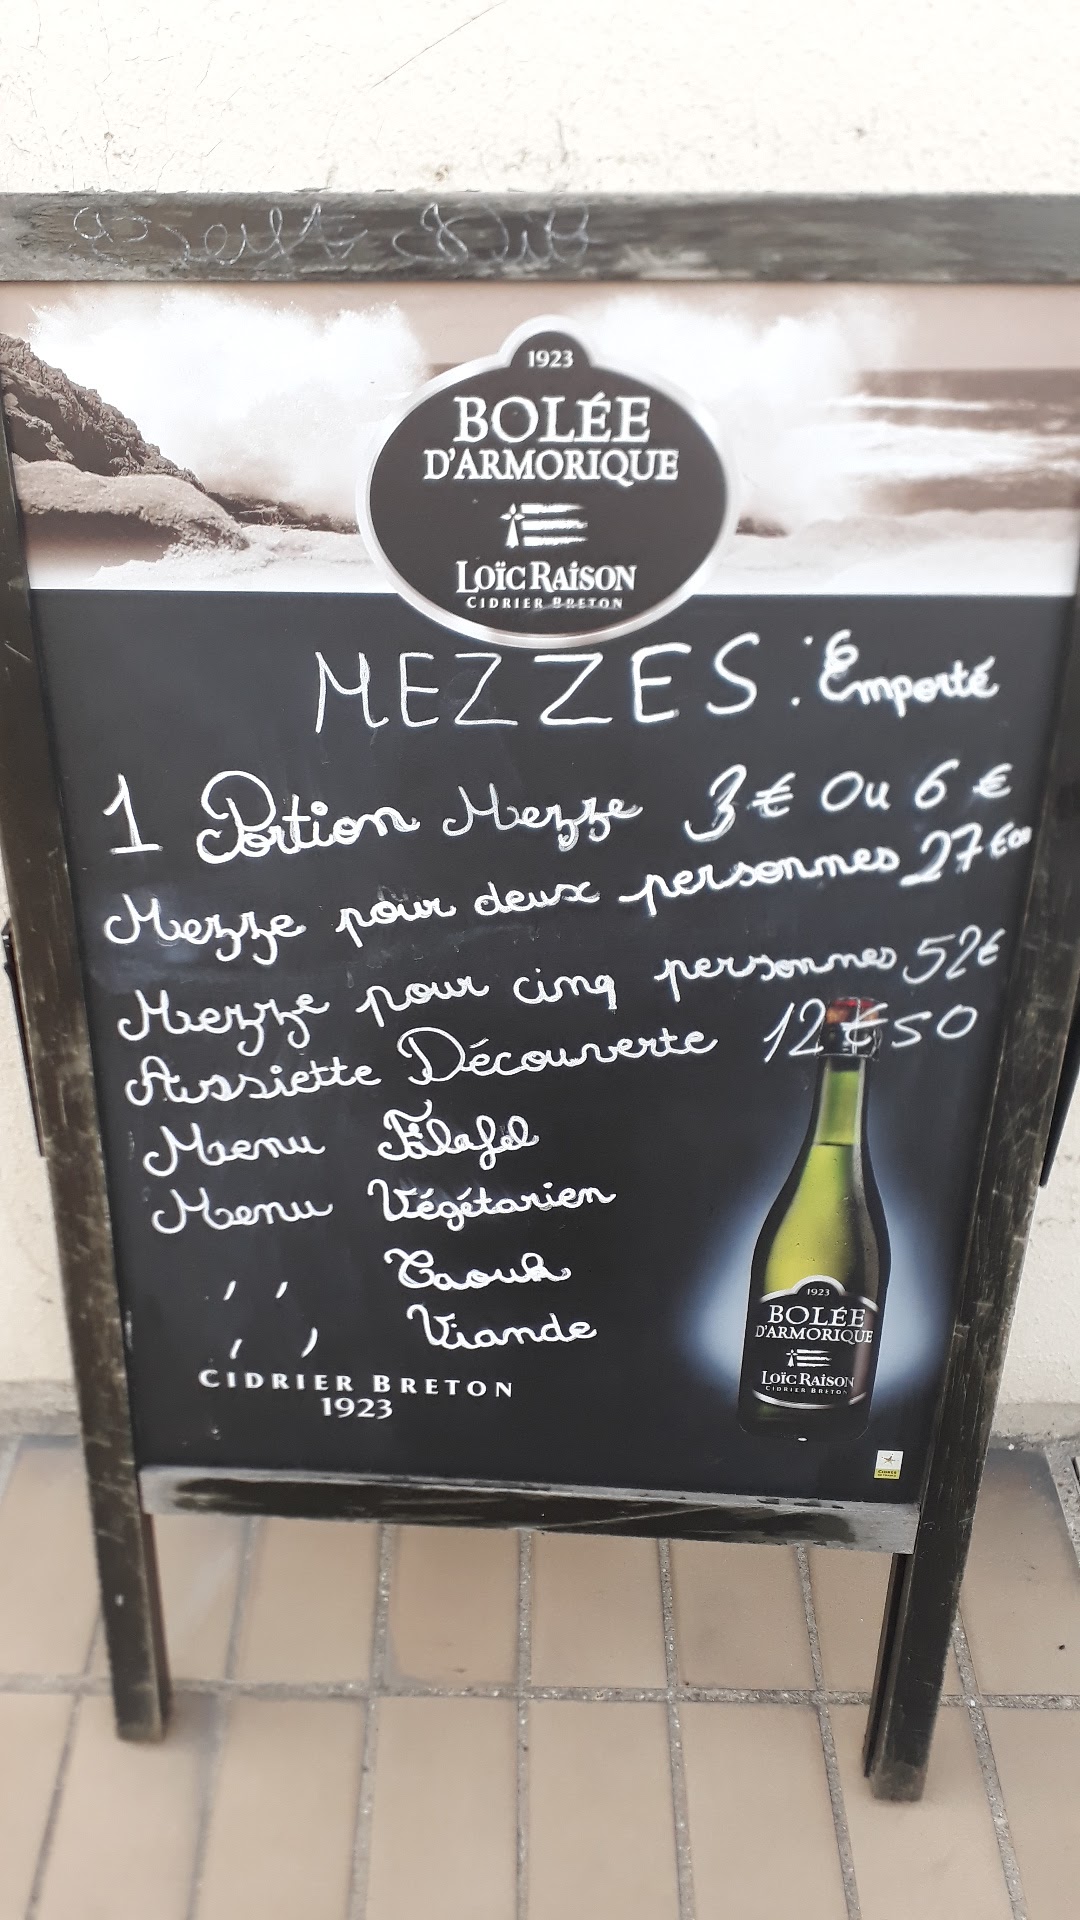 1923
BOLÉE
D'ARMORIQUE
LOÏC RAISON
CIDRIER BRETON
MEZZES : Emporté
1 Portion Mezze 3€ ou 6€
Mezze pour deux personnes 27€00
Mezze pour cinq personnes 52€
Assiette Découverte 12€50
Menu Falafel
Menu Végétarien
, , Taouk
, , Viande
CIDRIER BRETON
1923
1923
BOLÉE
D'ARMORIQUE
LOÏC RAISON
CIDRIER BRETON